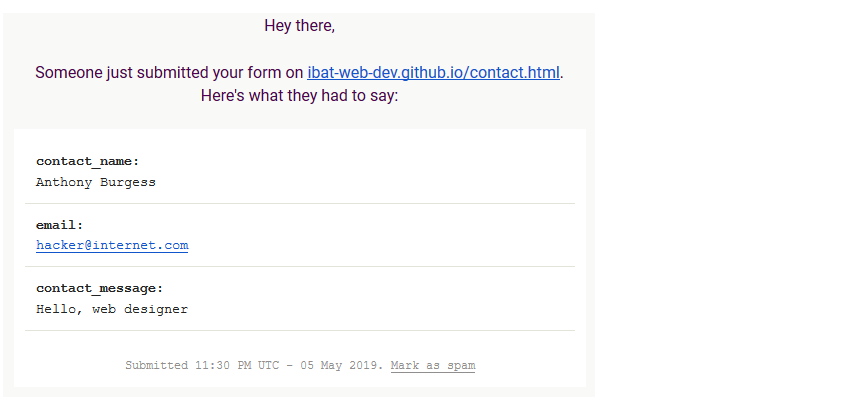 Hey there,
Someone just submitted your form on ibat-web-dev.github.io/contact.html.
Here's what they had to say:
contact_name:
Anthony Burgess
email:
hacker@internet.com
contact_message:
Hello, web designer
Submitted 11:30 PM UTC - 05 May 2019. Mark as spam